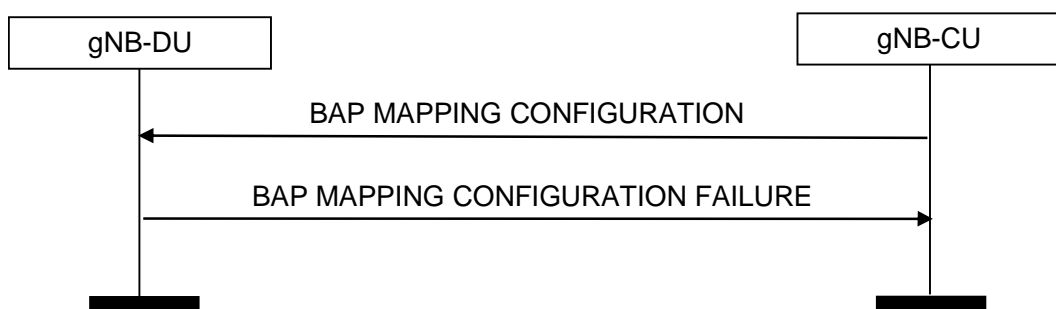 gNB-DU
gNB-CU
BAP MAPPING CONFIGURATION
BAP MAPPING CONFIGURATION FAILURE